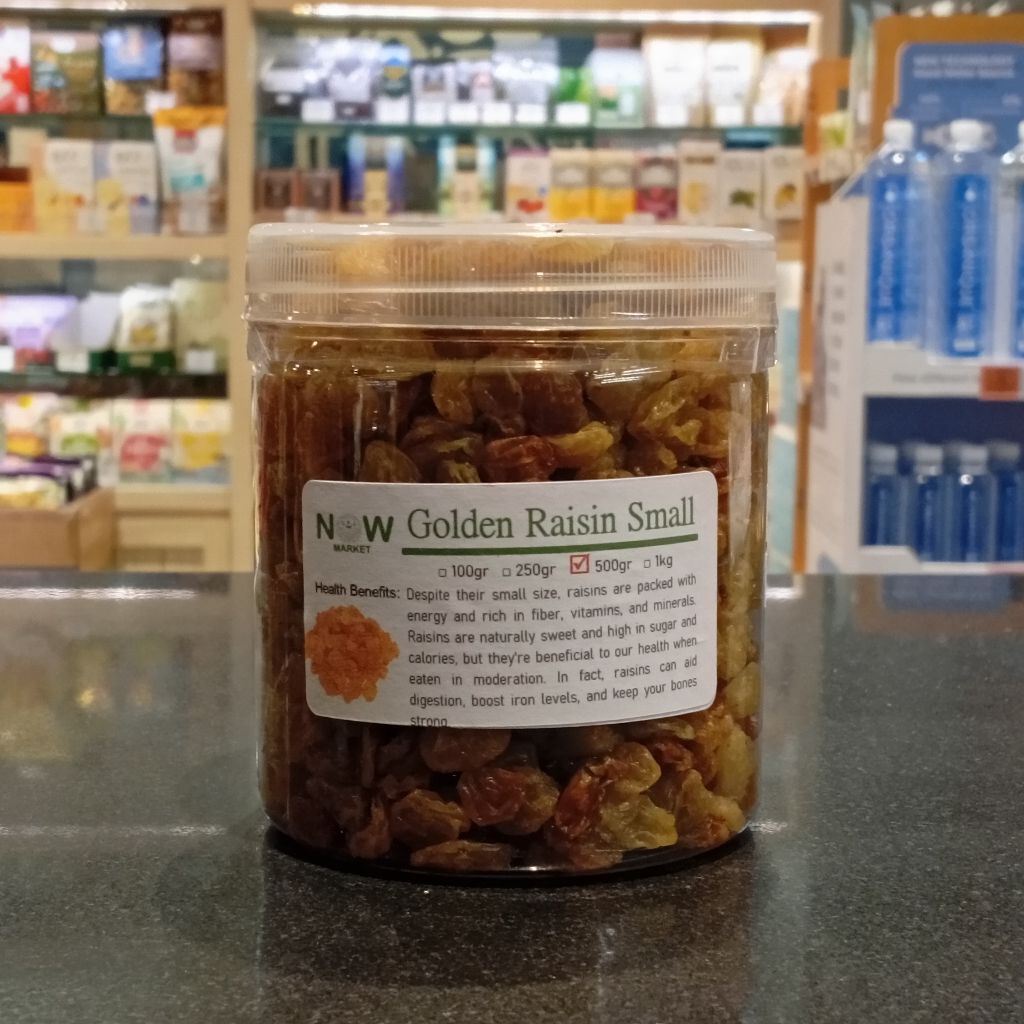 NOW
MARKET
Golden Raisin Small
100gr 250gr 500gr 1kg
Health Benefits: Despite their small size, raisins are packed with
energy and rich in fiber, vitamins, and minerals.
Raisins are naturally sweet and high in sugar and
calories, but they're beneficial to our health when
eaten in moderation. In fact, raisins can aid
digestion, boost iron levels, and keep your bones
strong